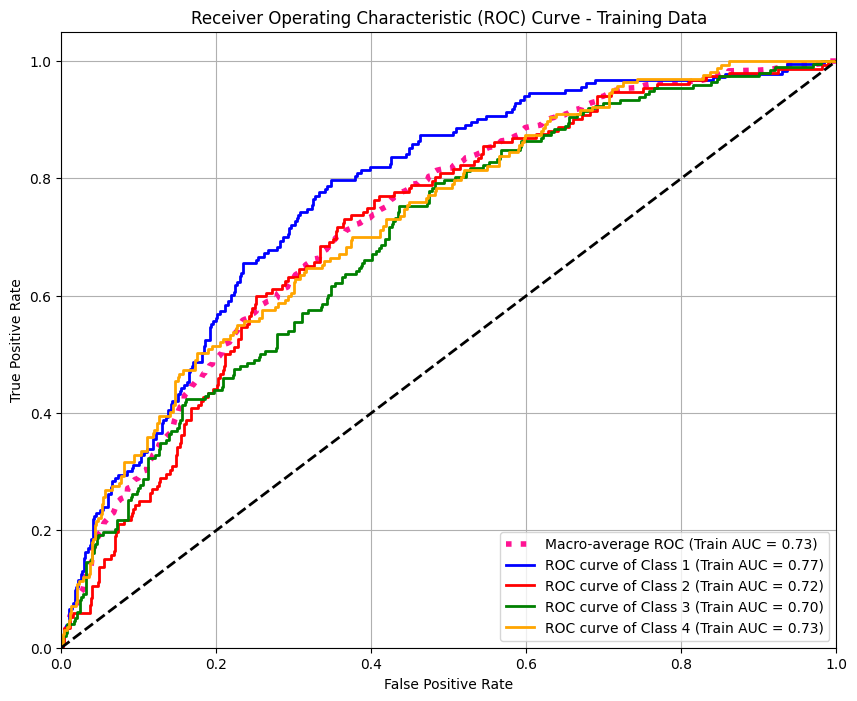 Receiver Operating Characteristic (ROC) Curve - Training Data
True Positive Rate
1.0
0.8
0.6
0.4
0.2
0.0
Macro-average ROC (Train AUC = 0.73)
ROC curve of Class 1 (Train AUC = 0.77)
ROC curve of Class 2 (Train AUC = 0.72)
ROC curve of Class 3 (Train AUC = 0.70)
ROC curve of Class 4 (Train AUC = 0.73)
0.0 0.2 0.4 0.6 0.8 1.0
False Positive Rate